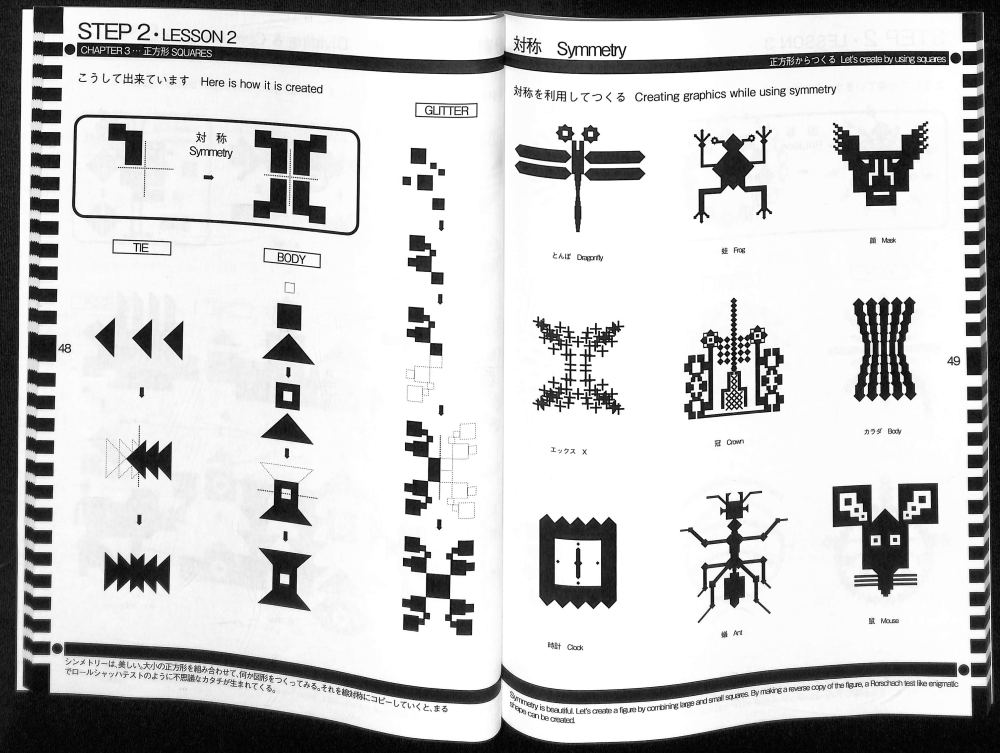 STEP 2・LESSON 2
CHAPTER 3 … 正方形 SQUARES
こうして出来ています Here is how it is created
対 称
Symmetry
TIE
BODY
GLITTER
48
シンメトリーは、美しい。大小の正方形を組み合わせて、何か図形をつくってみる。それを線対称にコピーしていくと、まる
でロールシャッハテストのように不思議なカタチが生まれてくる。
対称 Symmetry
正方形からつくる Let's create by using squares
対称を利用してつくる Creating graphics while using symmetry
とんぼ Dragonfly
蛙 Frog
顔 Mask
エックス X
冠 Crown
カラダ Body
49
時計 Clock
蟻 Ant
鼠 Mouse
Symmetry is beautiful. Let's create a figure by combining large and small squares. By making a reverse copy of the figure, a Rorschach test like enigmatic
shape can be created.